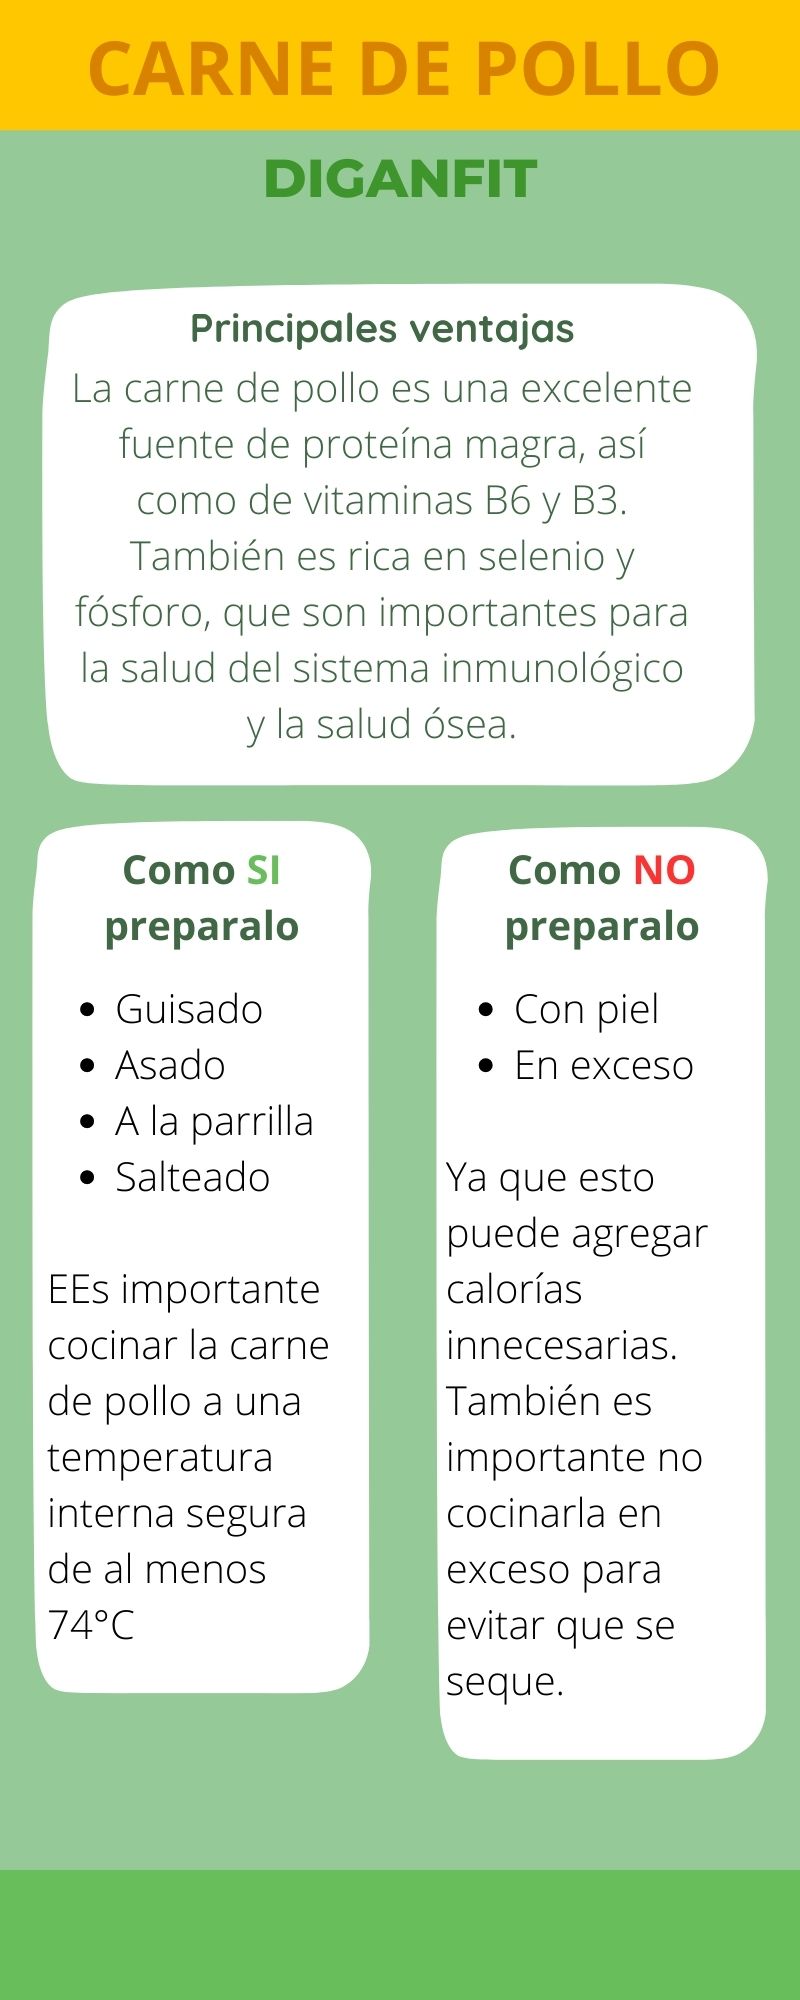 CARNE DE POLLO
DIGANFIT
Principales ventajas
La carne de pollo es una excelente
fuente de proteína magra, así
como de vitaminas B6 y B3.
También es rica en selenio y
fósforo, que son importantes para
la salud del sistema inmunológico
y la salud ósea.
Como SI
preparalo
• Guisado
• Asado
• A la parrilla
• Salteado
EEs importante
cocinar la carne
de pollo a una
temperatura
interna segura
de al menos
74°C
Como NO
preparalo
• Con piel
• En exceso
Ya que esto
puede agregar
calorías
innecesarias.
También es
importante no
cocinarla en
exceso para
evitar que se
seque.